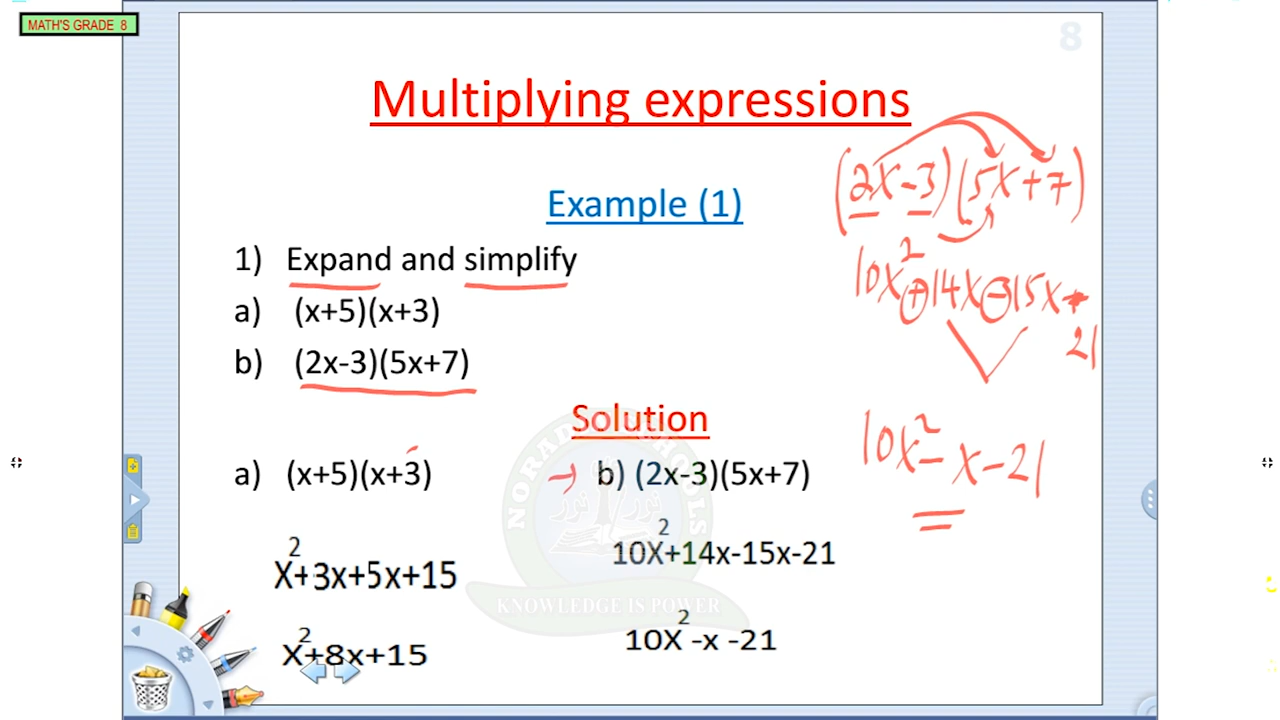 MATH'S GRADE 8
8
Multiplying expressions
Example (1)
1) Expand and simplify
a) (x+5)(x+3)
b) (2x-3)(5x+7)
Solution
a) (x+5)(x+3)
b) (2x-3)(5x+7)
X²+3x+5x+15
10X²+14x-15x-21
X²+8x+15
10X²-x -21
(2x-3)(5x+7)
10x²+14x-15x-
21
10x²-x-21
KNOWLEDGE IS POWER